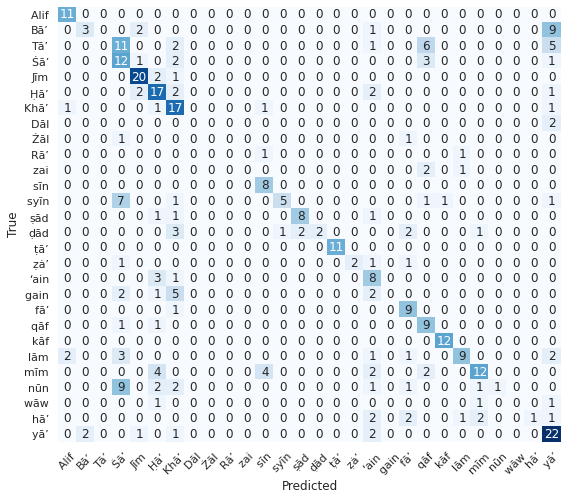 Alif 11 0 0 0 0 0 0 0 0 0 0 0 0 0 0 0 0 0 0 0 0 0 0 0 0 0 0 0
Bā’ 0 3 0 0 2 0 0 0 0 0 0 0 0 0 0 0 0 1 0 0 0 0 0 0 0 0 0 9
Tā’ 0 0 0 11 0 0 2 0 0 0 0 0 0 0 0 0 0 1 0 0 6 0 0 0 0 0 0 5
Ṡā’ 0 0 0 12 1 0 2 0 0 0 0 0 0 0 0 0 0 0 0 0 3 0 0 0 0 0 0 1
Jīm 0 0 0 0 20 2 1 0 0 0 0 0 0 0 0 0 0 0 0 0 0 0 0 0 0 0 0 0
Ḥā’ 0 0 0 0 2 17 2 0 0 0 0 0 0 0 0 0 0 2 0 0 0 0 0 0 0 0 0 1
Khā’ 1 0 0 0 0 1 17 0 0 0 0 1 0 0 0 0 0 0 0 0 0 0 0 0 0 0 0 1
Dāl 0 0 0 0 0 0 0 0 0 0 0 0 0 0 0 0 0 0 0 0 0 0 0 0 0 0 0 2
Żāl 0 0 0 1 0 0 0 0 0 0 0 0 0 0 0 0 0 0 0 1 0 0 0 0 0 0 0 0
Rā’ 0 0 0 0 0 0 0 0 0 0 0 1 0 0 0 0 0 0 0 0 0 0 1 0 0 0 0 0
zai 0 0 0 0 0 0 0 0 0 0 0 0 0 0 0 0 0 0 0 0 2 0 1 0 0 0 0 0
sīn 0 0 0 0 0 0 0 0 0 0 0 8 0 0 0 0 0 0 0 0 0 0 0 0 0 0 0 0
syīn 0 0 0 7 0 0 1 0 0 0 0 0 5 0 0 0 0 0 0 0 1 1 0 0 0 0 0 1
ṣād 0 0 0 0 0 1 1 0 0 0 0 0 0 8 0 0 0 1 0 0 0 0 0 0 0 0 0 0
ḍād 0 0 0 0 0 0 3 0 0 0 0 0 1 2 2 0 0 0 0 2 0 0 0 1 0 0 0 0
ṭā’ 0 0 0 0 0 0 0 0 0 0 0 0 0 0 0 11 0 0 0 0 0 0 0 0 0 0 0 0
ẓȧ’ 0 0 0 1 0 0 0 0 0 0 0 0 0 0 0 0 2 1 0 1 0 0 0 0 0 0 0 0
‘ain 0 0 0 0 0 3 1 0 0 0 0 0 0 0 0 0 0 8 0 0 0 0 0 0 0 0 0 0
gain 0 0 0 2 0 1 5 0 0 0 0 0 0 0 0 0 0 2 0 0 0 0 0 0 0 0 0 0
fā’ 0 0 0 0 0 0 1 0 0 0 0 0 0 0 0 0 0 0 0 9 0 0 0 0 0 0 0 0
qāf 0 0 0 1 0 1 0 0 0 0 0 0 0 0 0 0 0 0 0 0 9 0 0 0 0 0 0 0
kāf 0 0 0 0 0 0 0 0 0 0 0 0 0 0 0 0 0 0 0 0 0 12 0 0 0 0 0 0
lām 2 0 0 3 0 0 0 0 0 0 0 0 0 0 0 0 0 1 0 1 0 0 9 0 0 0 0 2
mīm 0 0 0 0 0 4 0 0 0 0 0 4 0 0 0 0 0 2 0 0 2 0 0 12 0 0 0 0
nūn 0 0 0 9 0 2 2 0 0 0 0 0 0 0 0 0 0 1 0 1 0 0 0 1 1 0 0 0
wāw 0 0 0 0 0 1 0 0 0 0 0 0 0 0 0 0 0 0 0 0 0 0 0 1 0 0 0 1
hā’ 0 0 0 0 0 0 0 0 0 0 0 0 0 0 0 0 0 2 0 2 0 0 1 2 0 0 1 1
yā’ 0 2 0 0 1 0 1 0 0 0 0 0 0 0 0 0 0 2 0 0 0 0 0 0 0 0 0 22
Alif Bā’ Tā’ Ṡā’ Jīm Ḥā’ Khā’ Dāl Żāl Rā’ zai sīn syīn ṣād ḍād ṭā’ ẓȧ’ ‘ain gain fā’ qāf kāf lām mīm nūn wāw hā’ yā’
Predicted
True